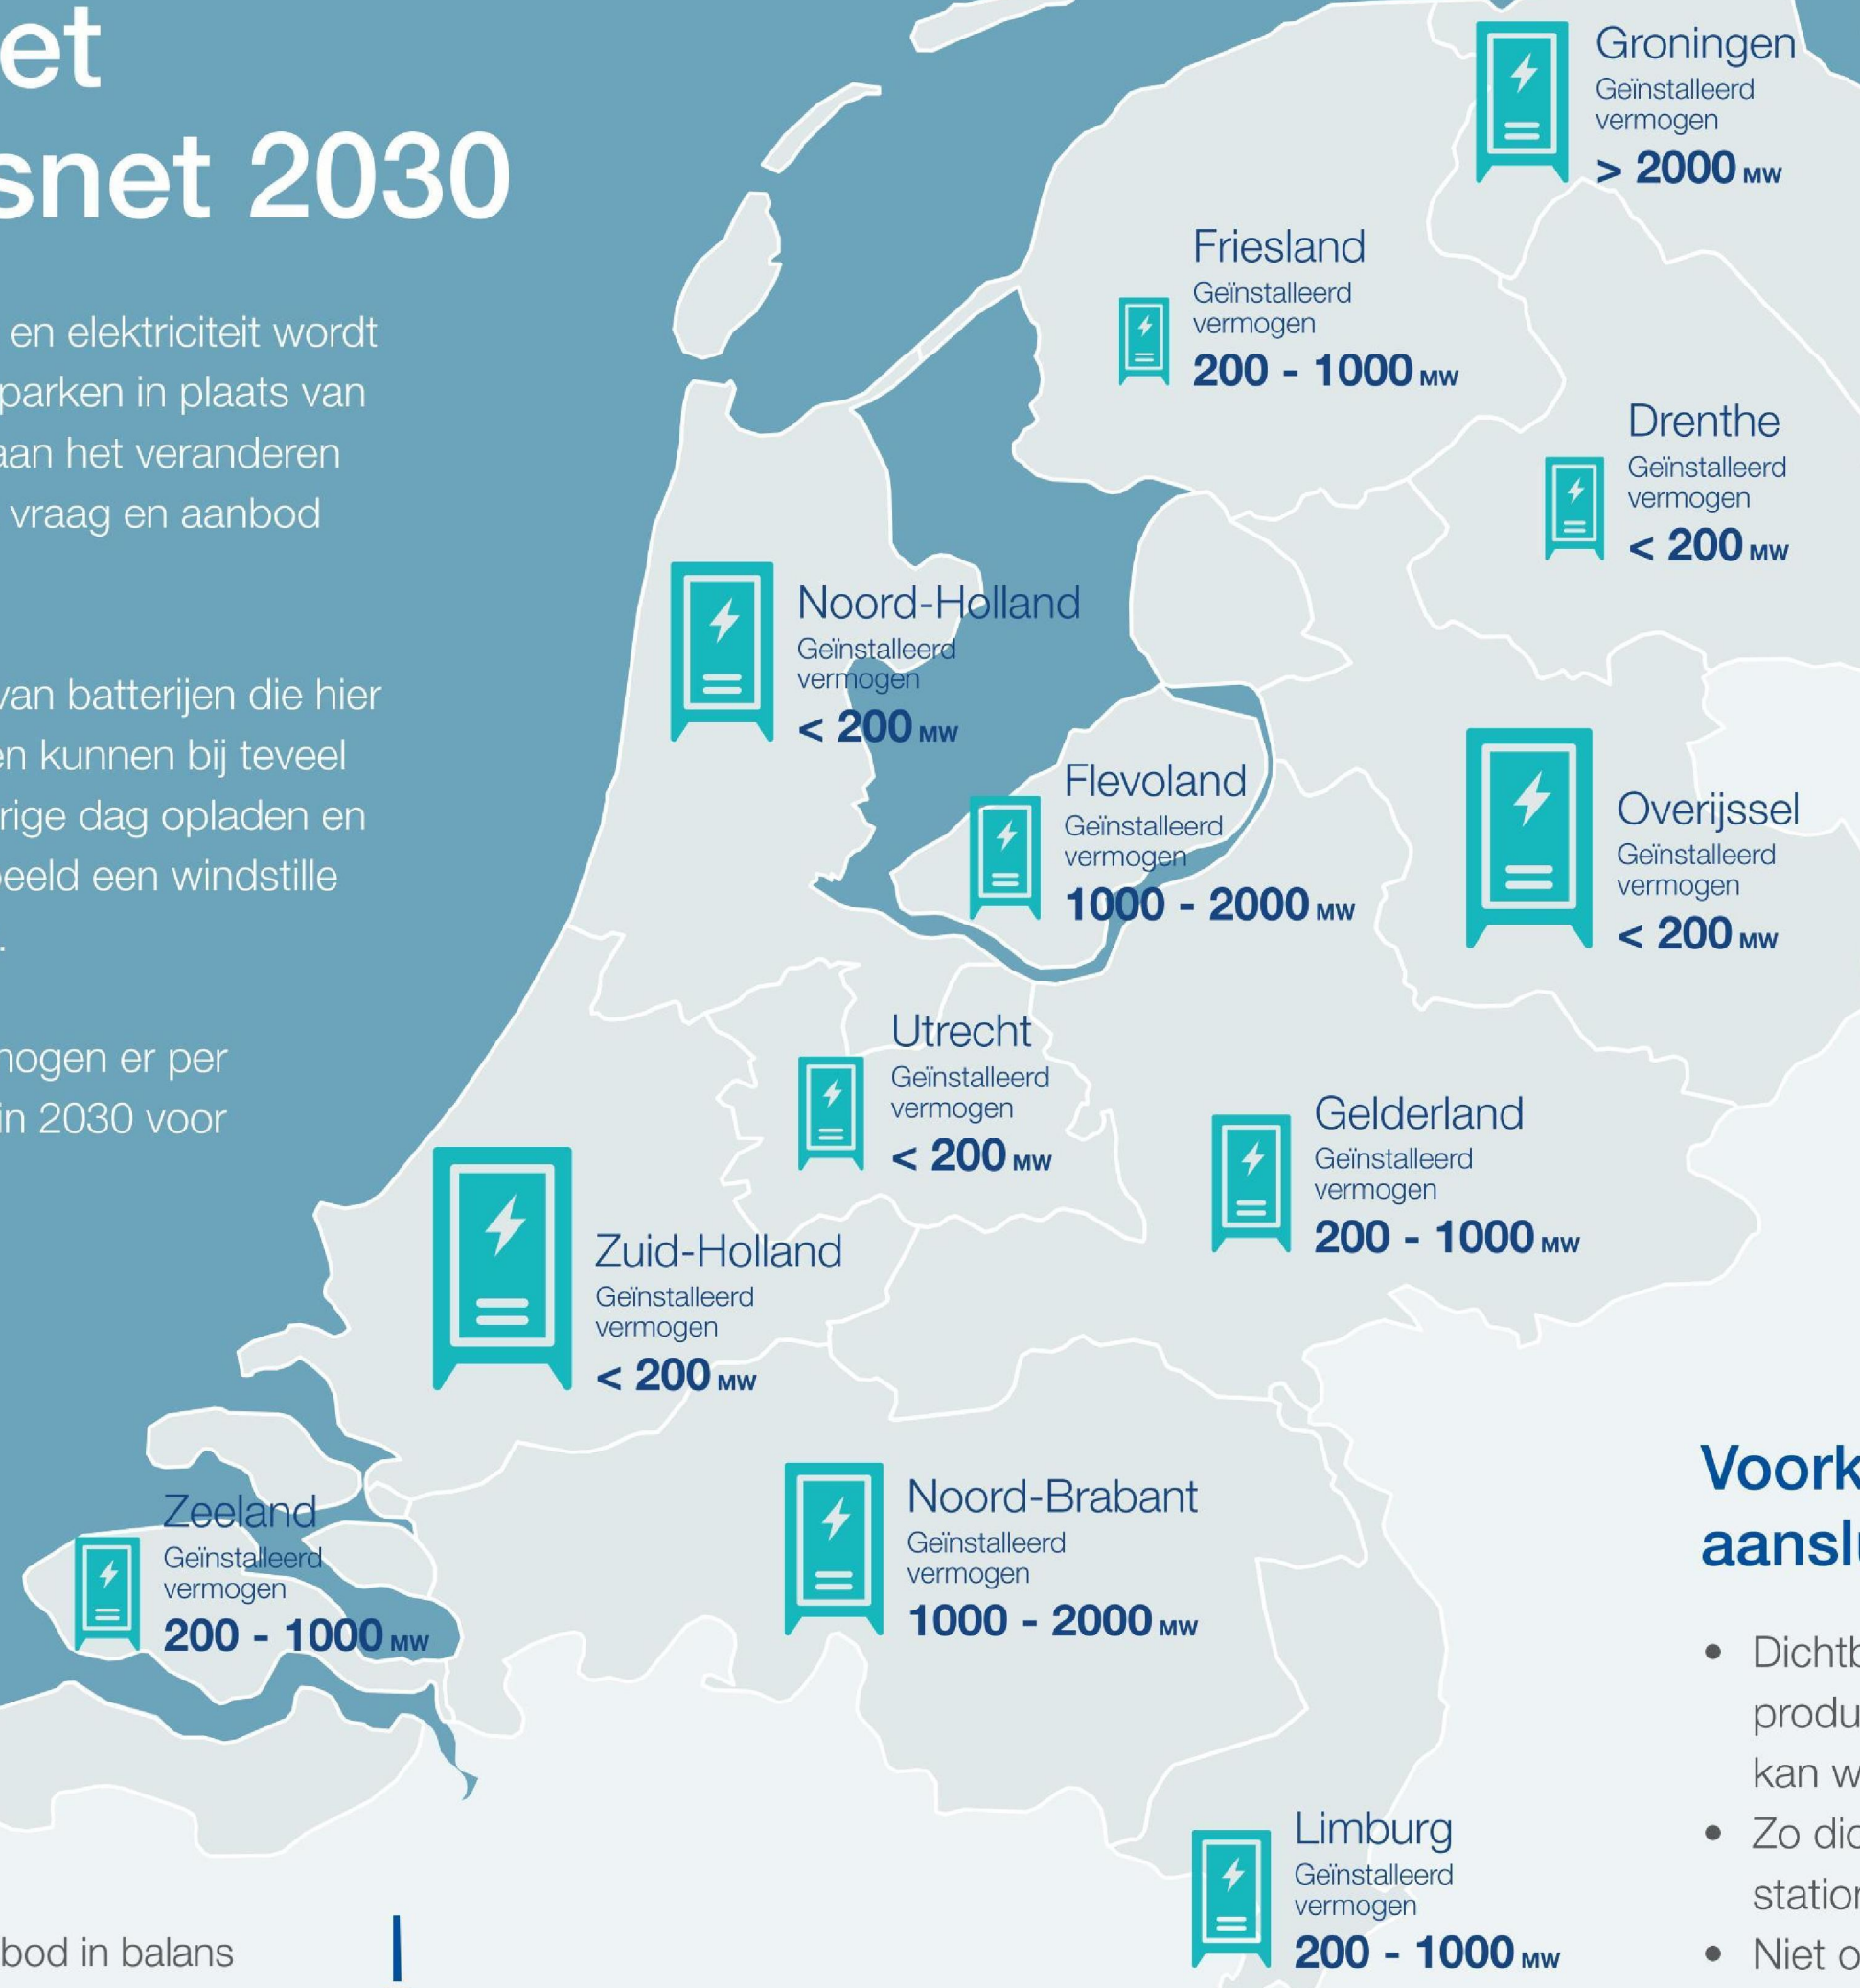 et
snet 2030
en elektriciteit wordt
parken in plaats van
aan het veranderen
vraag en aanbod
van batterijen die hier
en kunnen bij teveel
rige dag opladen en
eeld een windstille
.
mogen er per
in 2030 voor
Groningen
Geïnstalleerd
vermogen
> 2000 MW
Friesland
Geïnstalleerd
vermogen
200 - 1000 MW
Drenthe
Geïnstalleerd
vermogen
< 200 MW
Noord-Holland
Geïnstalleerd
vermogen
< 200 MW
Flevoland
Geïnstalleerd
vermogen
1000 - 2000 MW
Overijssel
Geïnstalleerd
vermogen
< 200 MW
Utrecht
Geïnstalleerd
vermogen
< 200 MW
Gelderland
Geïnstalleerd
vermogen
200 - 1000 MW
Zuid-Holland
Geïnstalleerd
vermogen
< 200 MW
Zeeland
Geïnstalleerd
vermogen
200 - 1000 MW
Noord-Brabant
Geïnstalleerd
vermogen
1000 - 2000 MW
Limburg
Geïnstalleerd
vermogen
200 - 1000 MW
Voork
aanslu
• Dichtb
produ
kan w
• Zo dic
station
• Niet o
bod in balans